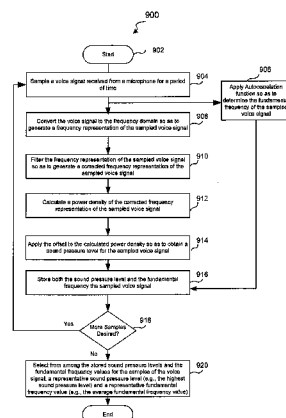 900
Start
902
Sample a voice signal received from a microphone for a period
of time
904
906
Apply Autocorrelation
function so as to
determine the fundamental
frequency of the sampled
voice signal
Convert the voice signal to the frequency domain so as to
generate a frequency representation of the sampled voice signal
908
Filter the frequency representation of the sampled voice signal
so as to generate a corrected frequency representation of the
sampled voice signal
910
Calculate a power density of the corrected frequency
representation of the sampled voice signal
912
Apply the offset to the calculated power density so as to obtain a
sound pressure level for the voice signal
914
Store both the sound pressure level and the fundamental
frequency the sampled voice signal
916
Yes
More Samples
Desired?
918
No
Select from among the stored sound pressure levels and the
fundamental frequency values for the samples of the voice
signal: a representative sound pressure level (e.g., the highest
sound pressure level) and a representative fundamental
frequency value (e.g., the average fundamental frequency value)
920
End